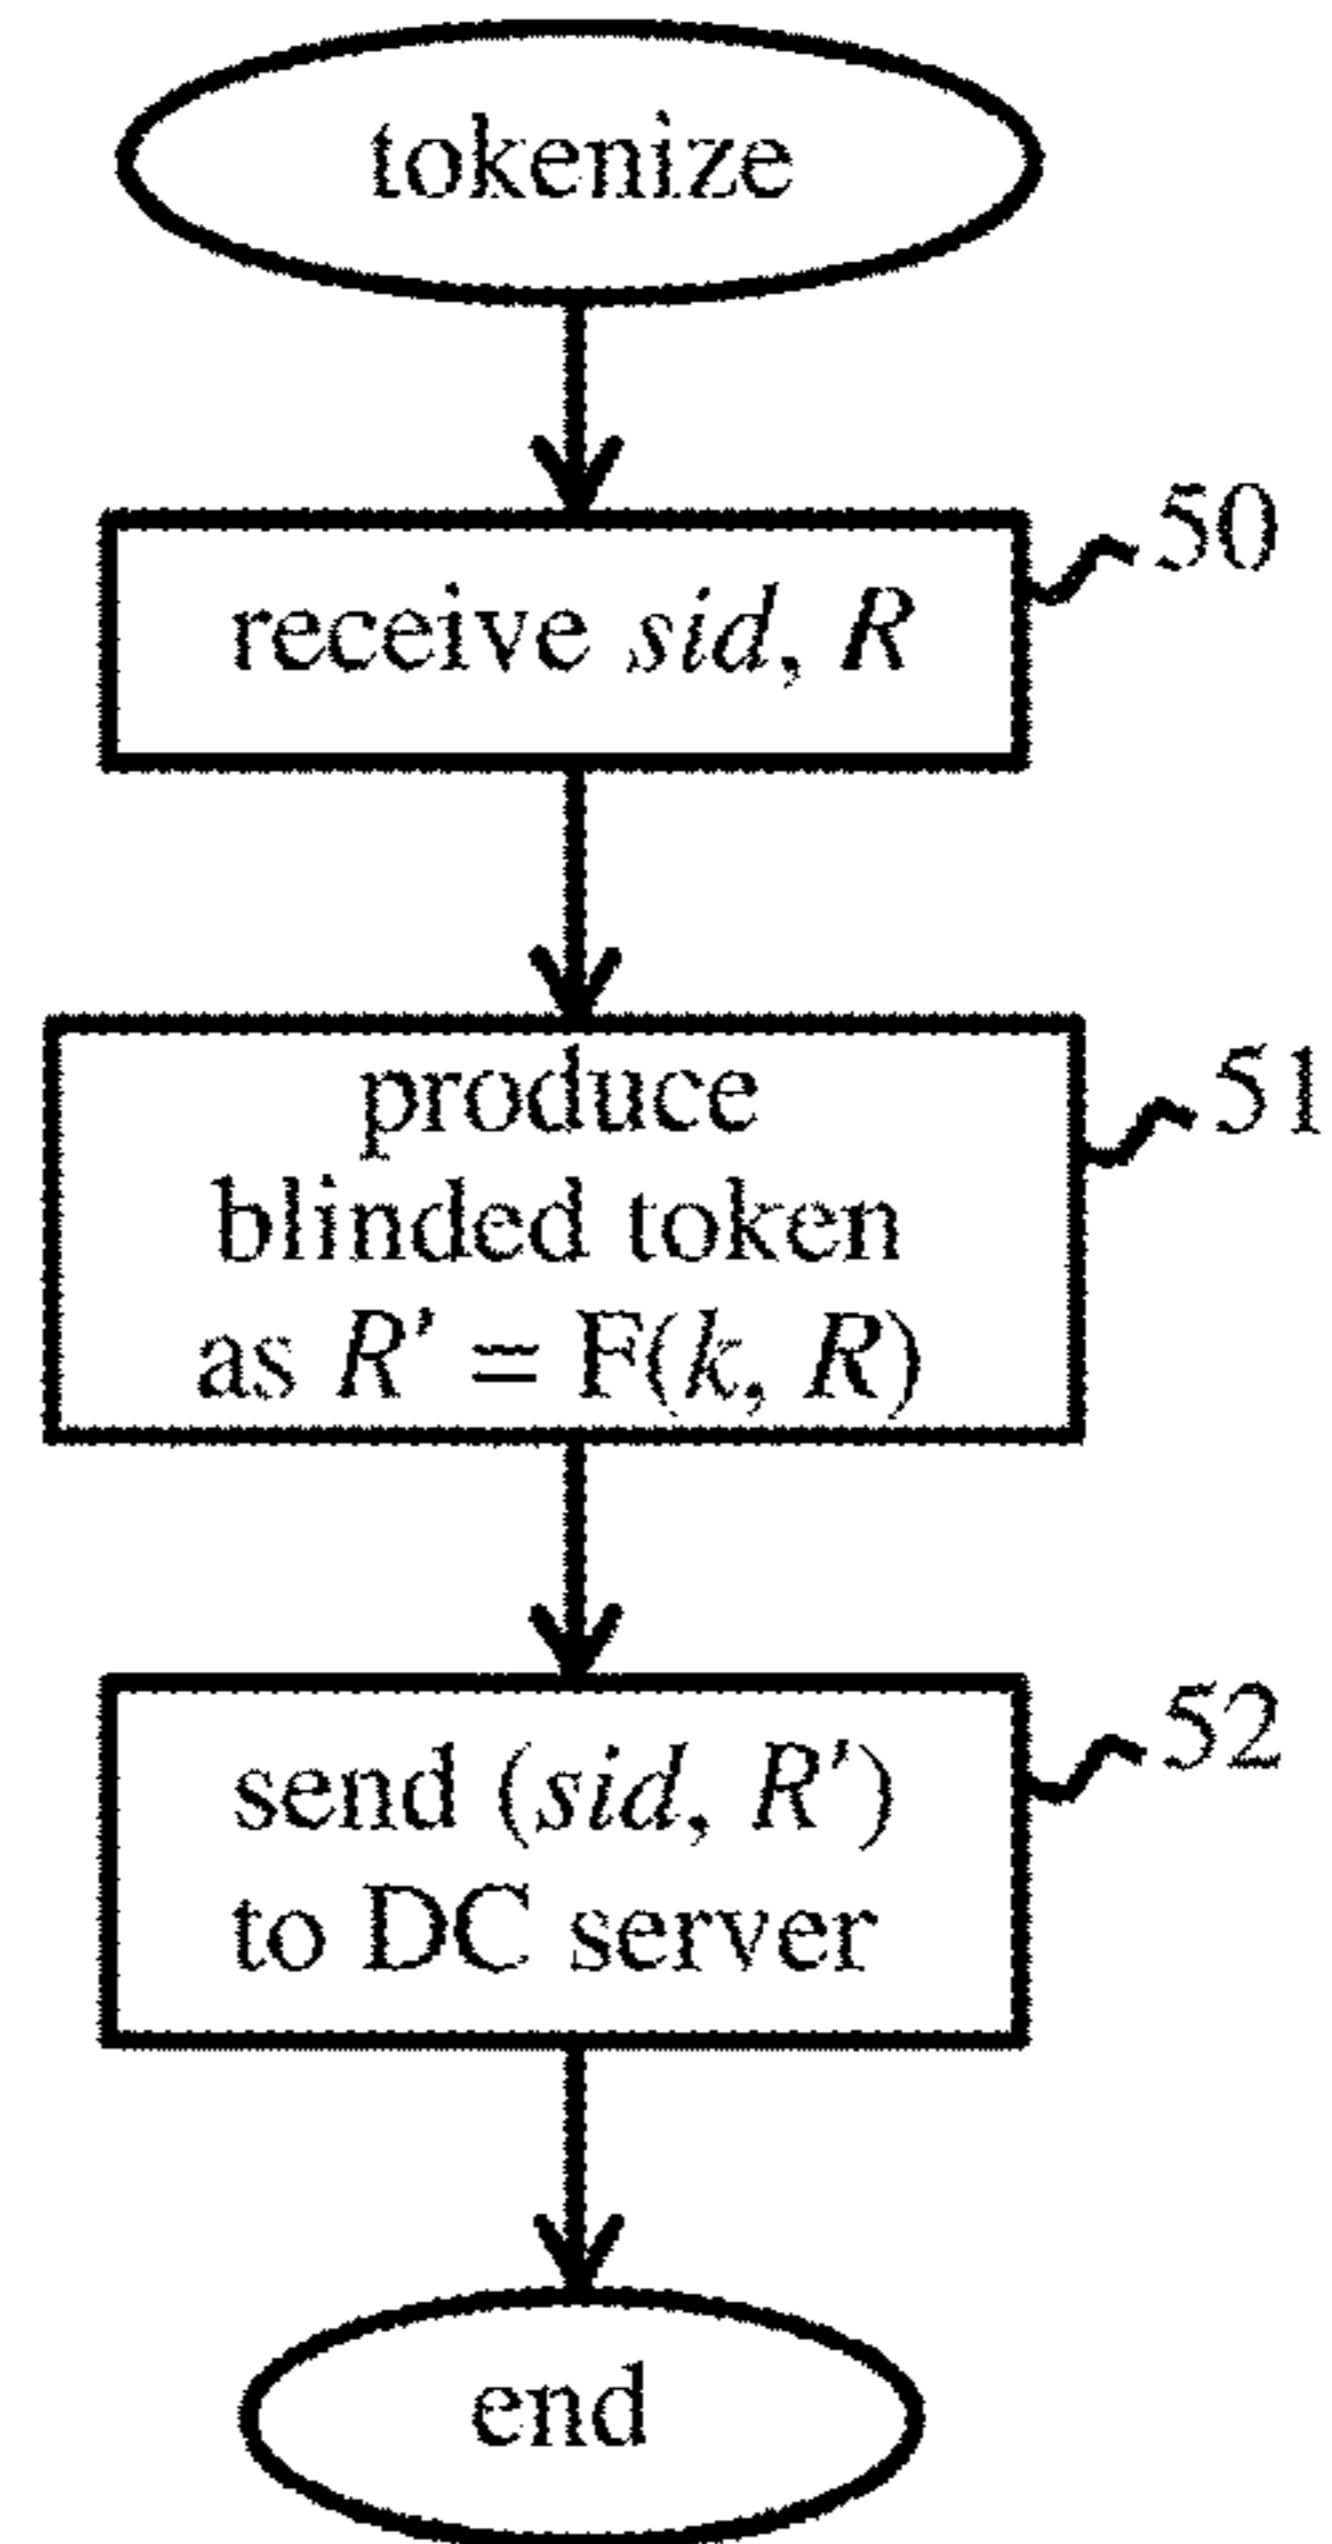 tokenize
50
receive sid, R
51
produce
blinded token
as R' = F(k, R)
52
send (sid, R')
to DC server
end